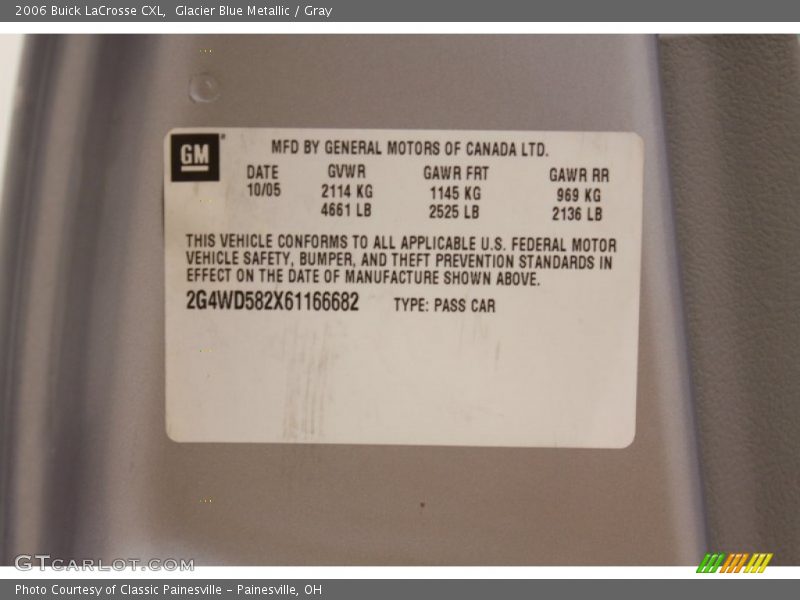 2006 Buick LaCrosse CXL,  Glacier Blue Metallic / Gray
GM
MFD BY GENERAL MOTORS OF CANADA LTD.
DATE GVWR GAWR FRT GAWR RR
10/05 2114 KG 1145 KG 969 KG
4661 LB 2525 LB 2136 LB
THIS VEHICLE CONFORMS TO ALL APPLICABLE U.S. FEDERAL MOTOR
VEHICLE SAFETY, BUMPER, AND THEFT PREVENTION STANDARDS IN
EFFECT ON THE DATE OF MANUFACTURE SHOWN ABOVE.
2G4WD582X61166682 TYPE: PASS CAR
GTCARLOT.COM
Photo Courtesy of Classic Painesville - Painesville, OH